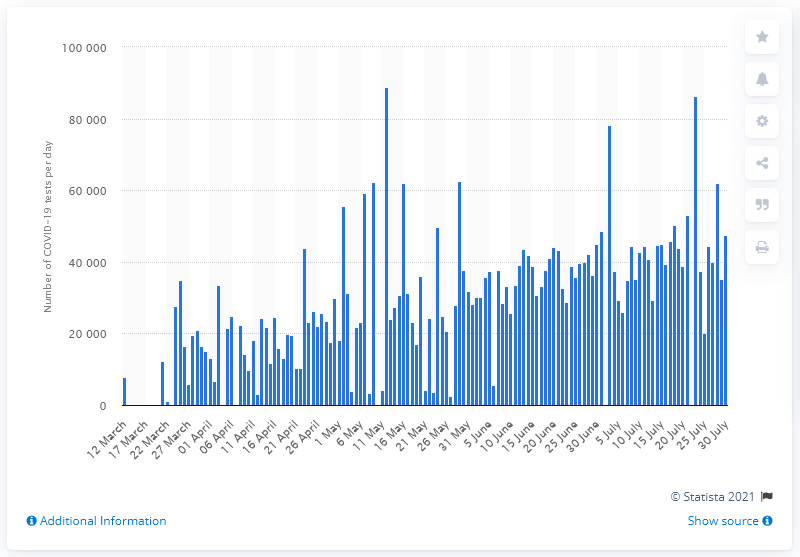 100 000
80 000
60 000
40 000
20 000
0
Number of COVID-19 tests per day
12 March
17 March
22 March
27 March
01 April
06 April
11 April
16 April
21 April
26 April
1 May
6 May
11 May
16 May
21 May
26 May
31 May
5 June
10 June
15 June
20 June
25 June
30 June
5 July
10 July
15 July
20 July
25 July
30 July
© Statista 2021
Additional Information
Show source